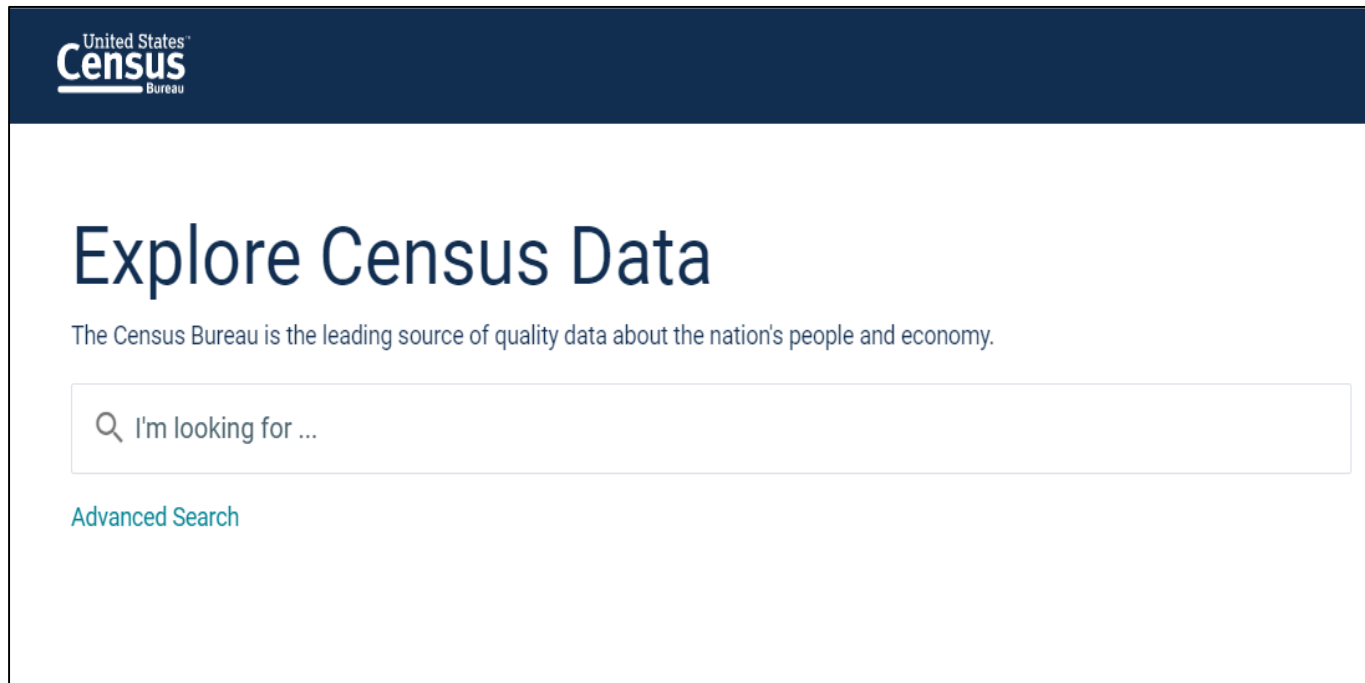 United States™
Census
Bureau
Explore Census Data
The Census Bureau is the leading source of quality data about the nation's people and economy.
I'm looking for ...
Advanced Search